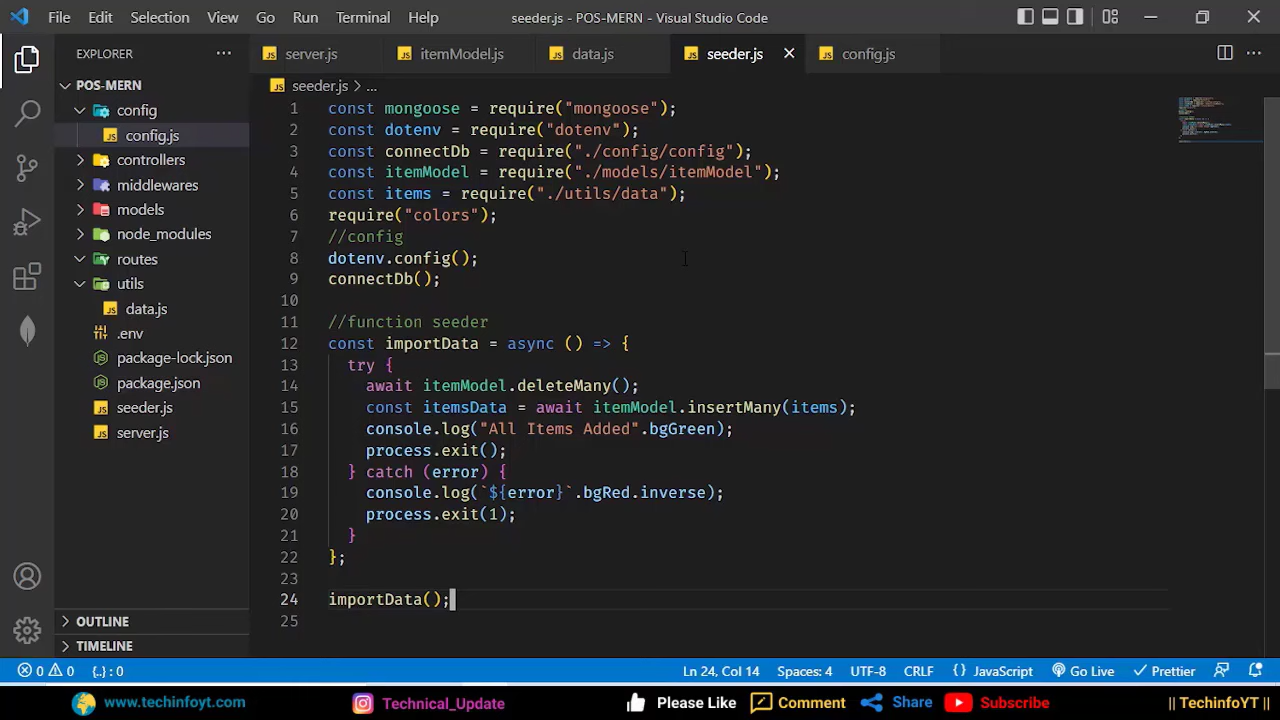 File Edit Selection View Go Run Terminal Help seeder.js - POS-MERN - Visual Studio Code
EXPLORER ...
server.js itemModel.js data.js seeder.js config.js
POS-MERN
config
config.js
controllers
middlewares
models
node_modules
routes
utils
data.js
.env
package-lock.json
package.json
seeder.js
server.js
OUTLINE
TIMELINE
seeder.js > ...
1 const mongoose = require("mongoose");
2 const dotenv = require("dotenv");
3 const connectDb = require("./config/config");
4 const itemModel = require("./models/itemModel");
5 const items = require("./utils/data");
6 require("colors");
7 //config
8 dotenv.config();
9 connectDb();
10
11 //function seeder
12 const importData = async () => {
13 try {
14 await itemModel.deleteMany();
15 const itemsData = await itemModel.insertMany(items);
16 console.log("All Items Added".bgGreen);
17 process.exit();
18 } catch (error) {
19 console.log(`${error}`.bgRed.inverse);
20 process.exit(1);
21 }
22 };
23
24 importData();
25
0 0 {..} : 0 Ln 24, Col 14 Spaces: 4 UTF-8 CRLF {} JavaScript Go Live Prettier
www.techinfoyt.com Technical_Update Please Like Comment Share Subscribe || TechinfoYT ||